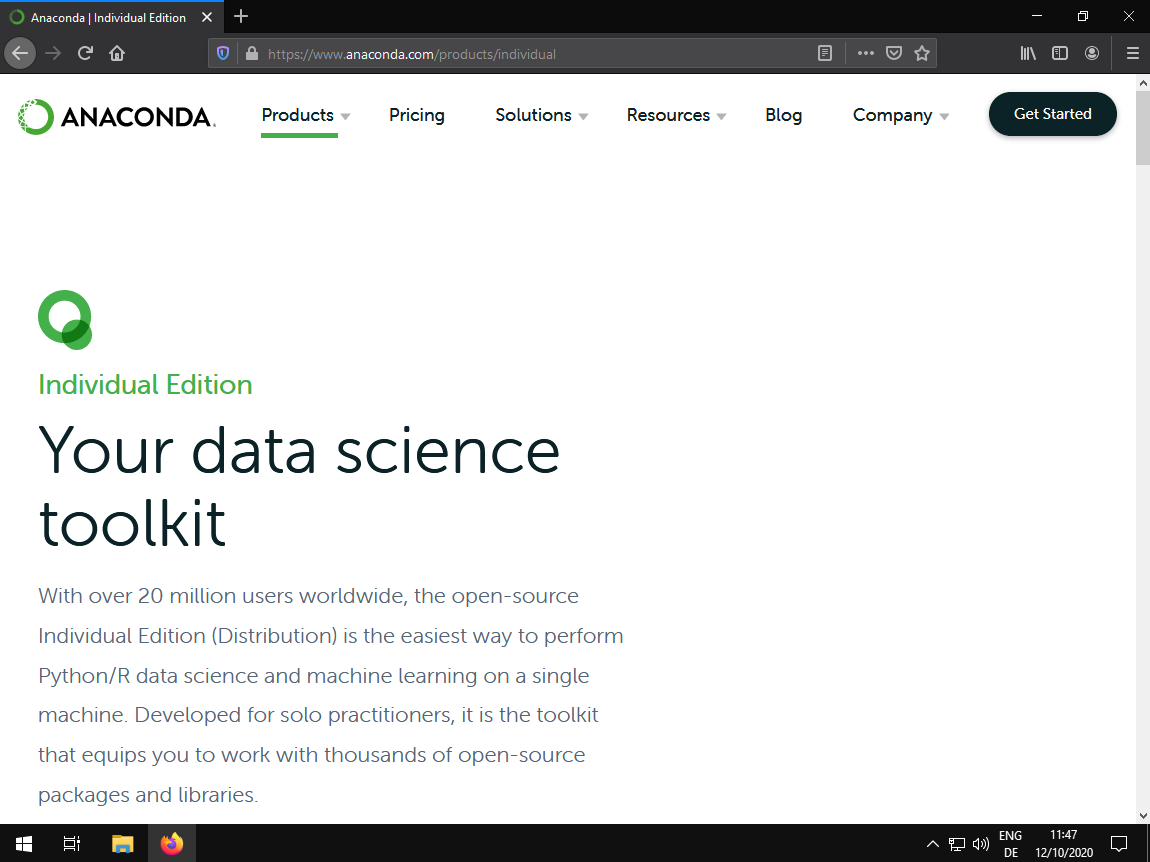 Anaconda | Individual Edition
https://www.anaconda.com/products/individual
ANACONDA.
Products
Pricing
Solutions
Resources
Blog
Company
Get Started
Individual Edition
Your data science
toolkit
With over 20 million users worldwide, the open-source
Individual Edition (Distribution) is the easiest way to perform
Python/R data science and machine learning on a single
machine. Developed for solo practitioners, it is the toolkit
that equips you to work with thousands of open-source
packages and libraries.
ENG
DE
11:47
12/10/2020